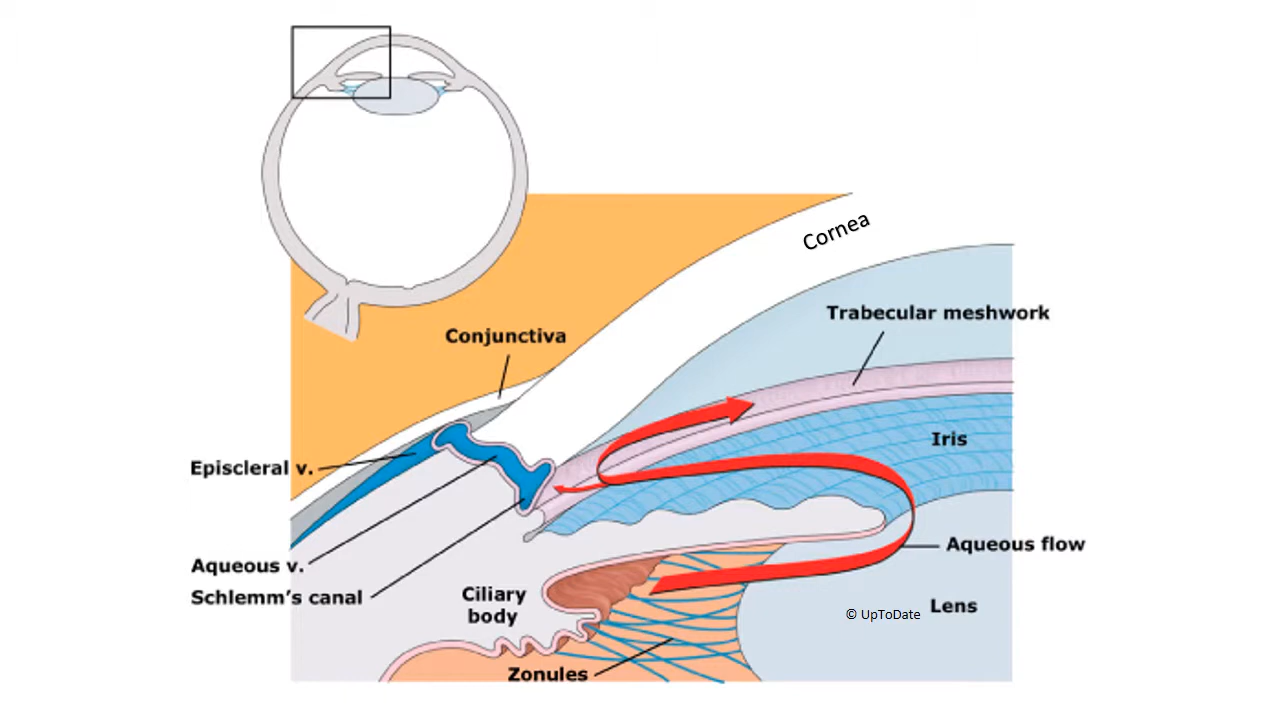 Cornea
Trabecular meshwork
Conjunctiva
Iris
Episcleral v.
Aqueous flow
Aqueous v.
Schlemm's canal
Ciliary
body
Lens
© UpToDate
Zonules